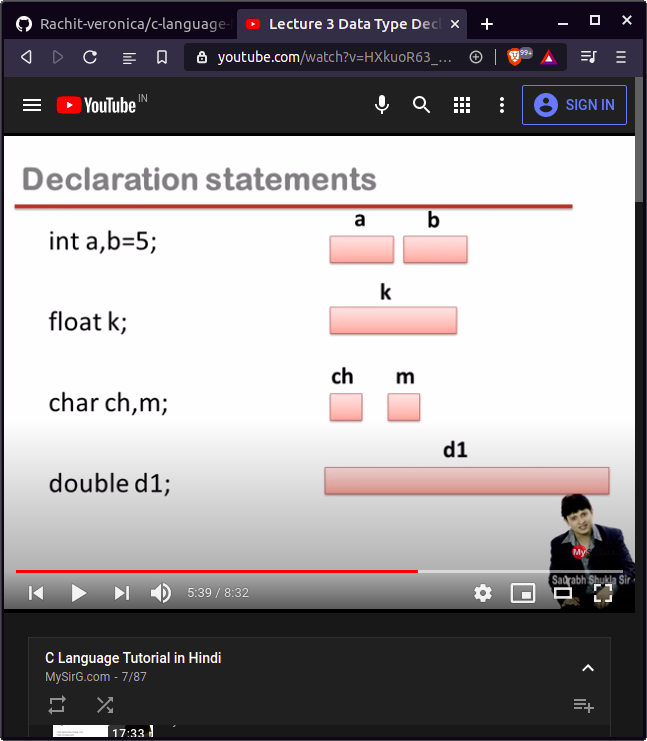 Rachit-veronica/c-language-
Lecture 3 Data Type Decl
youtube.com/watch?v=HXkuoR63_...
99+
YouTube IN
SIGN IN
Declaration statements
a b
int a,b=5;
k
float k;
ch m
char ch,m;
d1
double d1;
My
Saurabh Shukla Sir
5:39 / 8:32
C Language Tutorial in Hindi
MySirG.com - 7/87
17:33